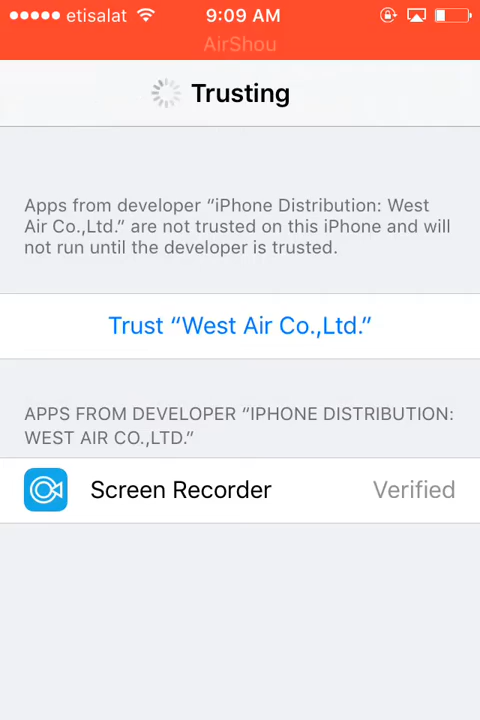 etisalat 9:09 AM
AirShou
Trusting
Apps from developer “iPhone Distribution: West
Air Co.,Ltd.” are not trusted on this iPhone and will
not run until the developer is trusted.
Trust “West Air Co.,Ltd.”
APPS FROM DEVELOPER “IPHONE DISTRIBUTION:
WEST AIR CO.,LTD.”
Screen Recorder Verified